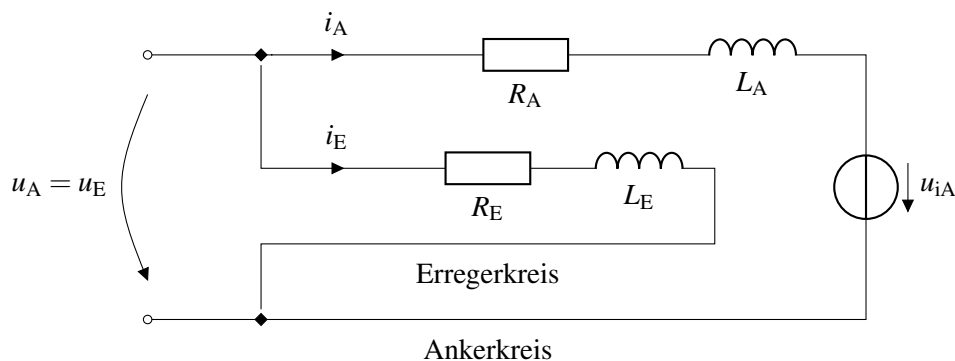 i_A
R_A
L_A
i_E
u_A = u_E
R_E
L_E
u_iA
Erregerkreis
Ankerkreis